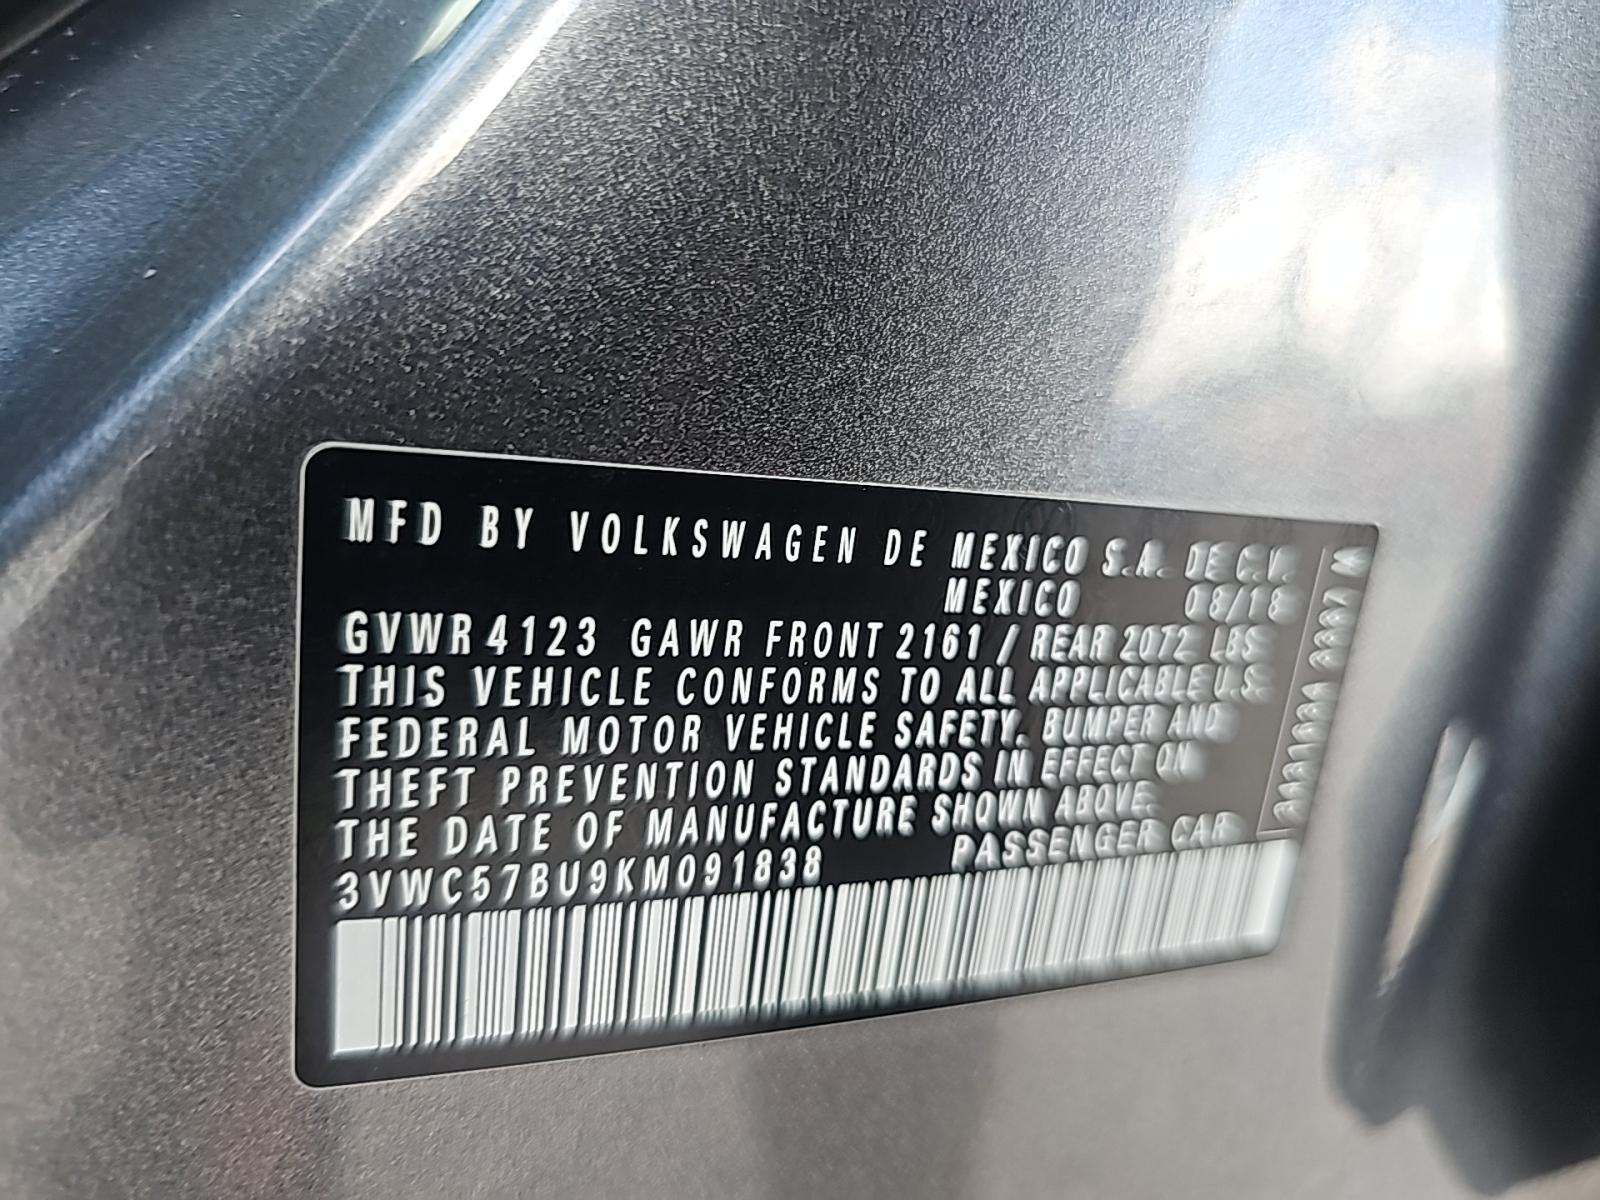 MFD BY VOLKSWAGEN DE MEXICO S.A. DE C.V.
MEXICO 08/18
GVWR 4123 GAWR FRONT 2161 / REAR 2072 LBS
THIS VEHICLE CONFORMS TO ALL APPLICABLE U.S.
FEDERAL MOTOR VEHICLE SAFETY, BUMPER AND
THEFT PREVENTION STANDARDS IN EFFECT ON
THE DATE OF MANUFACTURE SHOWN ABOVE.
3VWC57BU9KM091838 PASSENGER CAR